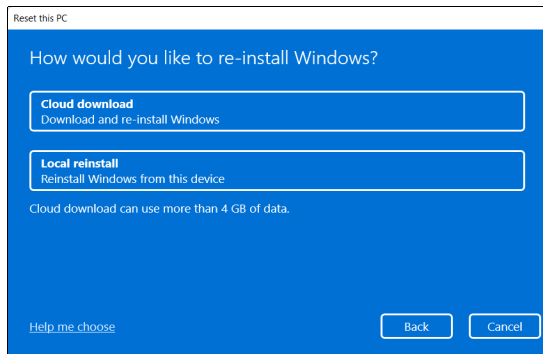 Reset this PC
How would you like to re-install Windows?
Cloud download
Download and re-install Windows
Local reinstall
Reinstall Windows from this device
Cloud download can use more than 4 GB of data.
Help me choose
Back
Cancel